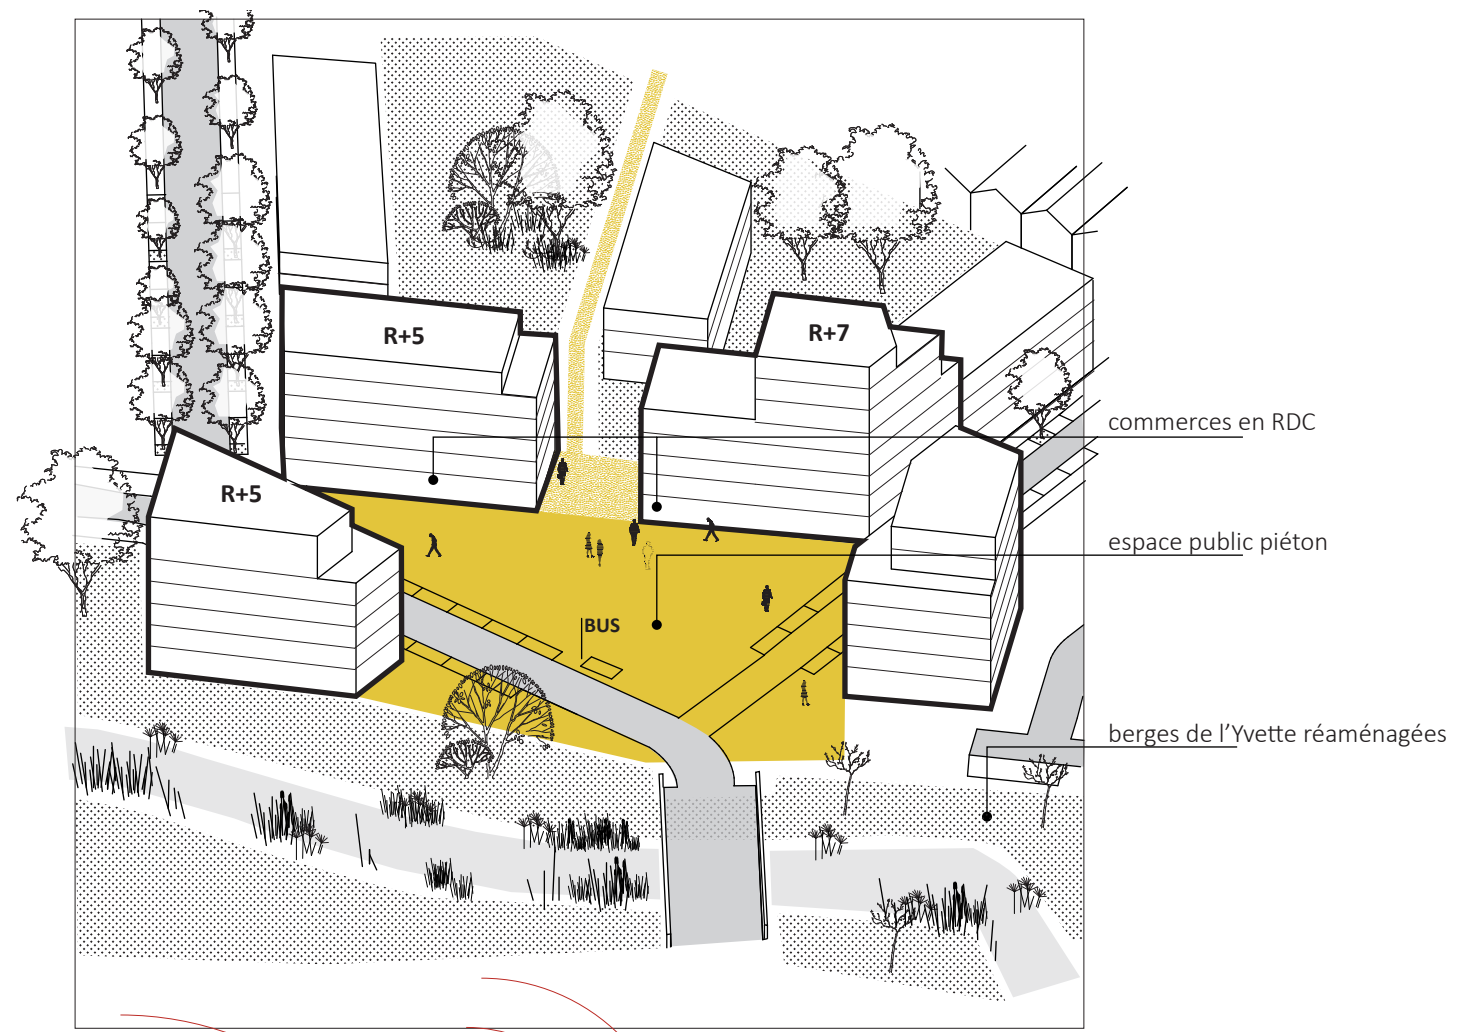 R+5
R+7
commerces en RDC
R+5
espace public piéton
BUS
berges de l'Yvette réaménagées